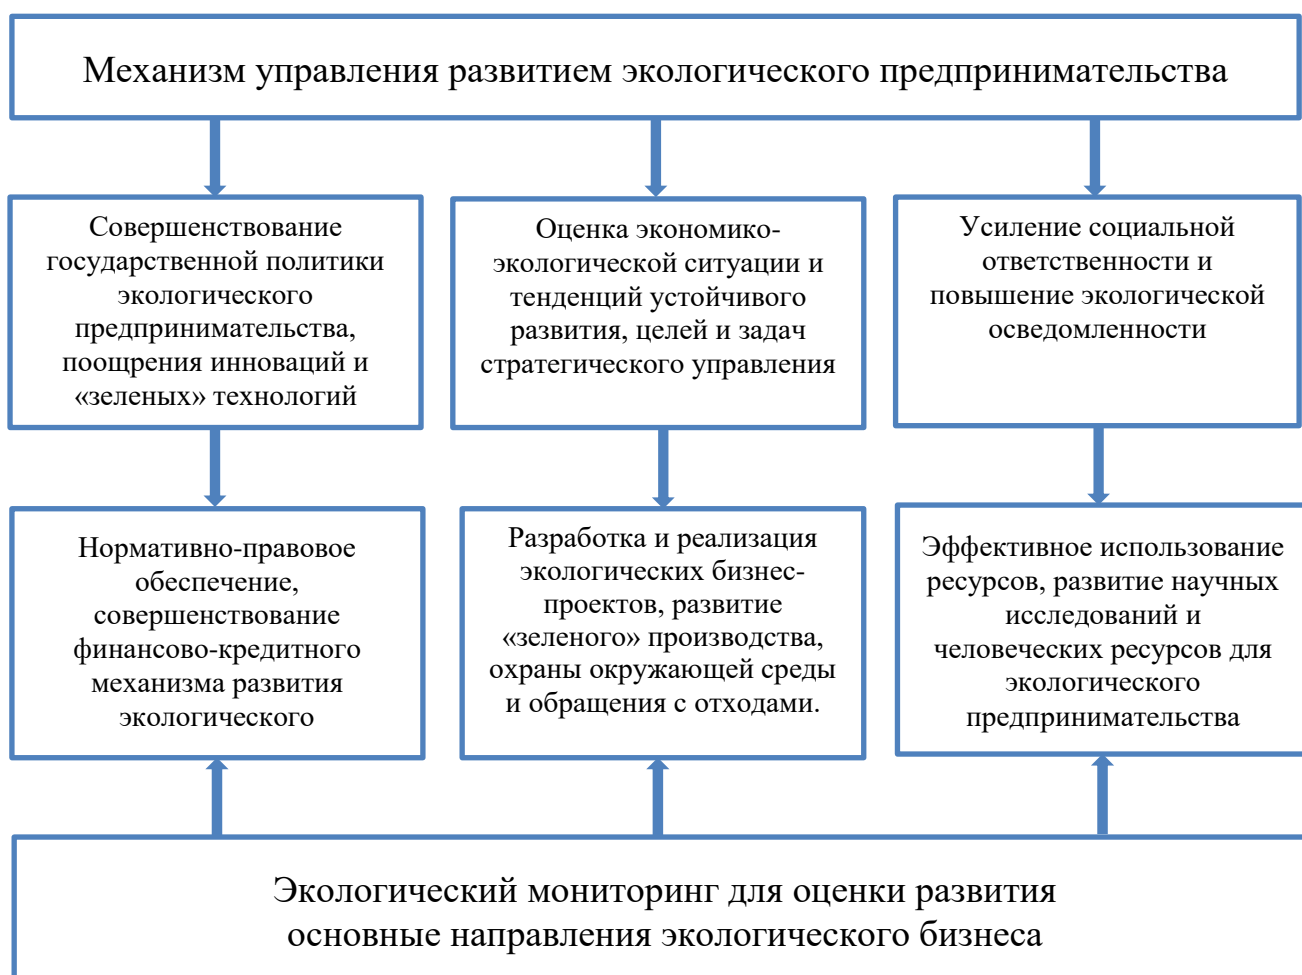 Механизм управления развитием экологического предпринимательства
Совершенствование
государственной политики
экологического
предпринимательства,
поощрения инноваций и
«зеленых» технологий
Оценка экономико-
экологической ситуации и
тенденций устойчивого
развития, целей и задач
стратегического управления
Усиление социальной
ответственности и
повышение экологической
осведомленности
Нормативно-правовое
обеспечение,
совершенствование
финансово-кредитного
механизма развития
экологического
Разработка и реализация
экологических бизнес-
проектов, развитие
«зеленого» производства,
охраны окружающей среды
и обращения с отходами.
Эффективное использование
ресурсов, развитие научных
исследований и
человеческих ресурсов для
экологического
предпринимательства
Экологический мониторинг для оценки развития
основные направления экологического бизнеса